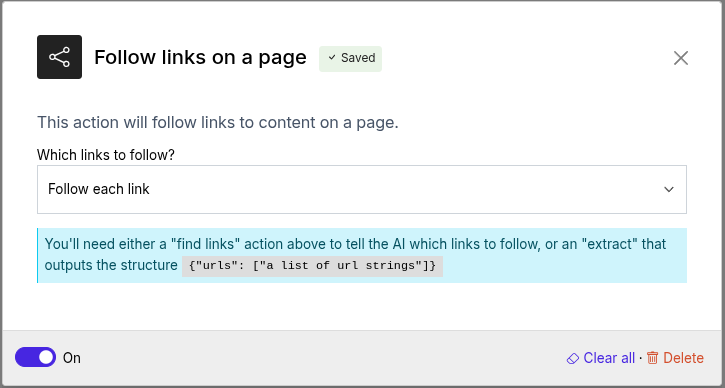 Follow links on a page
✓ Saved
This action will follow links to content on a page.
Which links to follow?
Follow each link
You'll need either a "find links" action above to tell the AI which links to follow, or an "extract" that
outputs the structure {"urls": ["a list of url strings"]}
On
Clear all · Delete